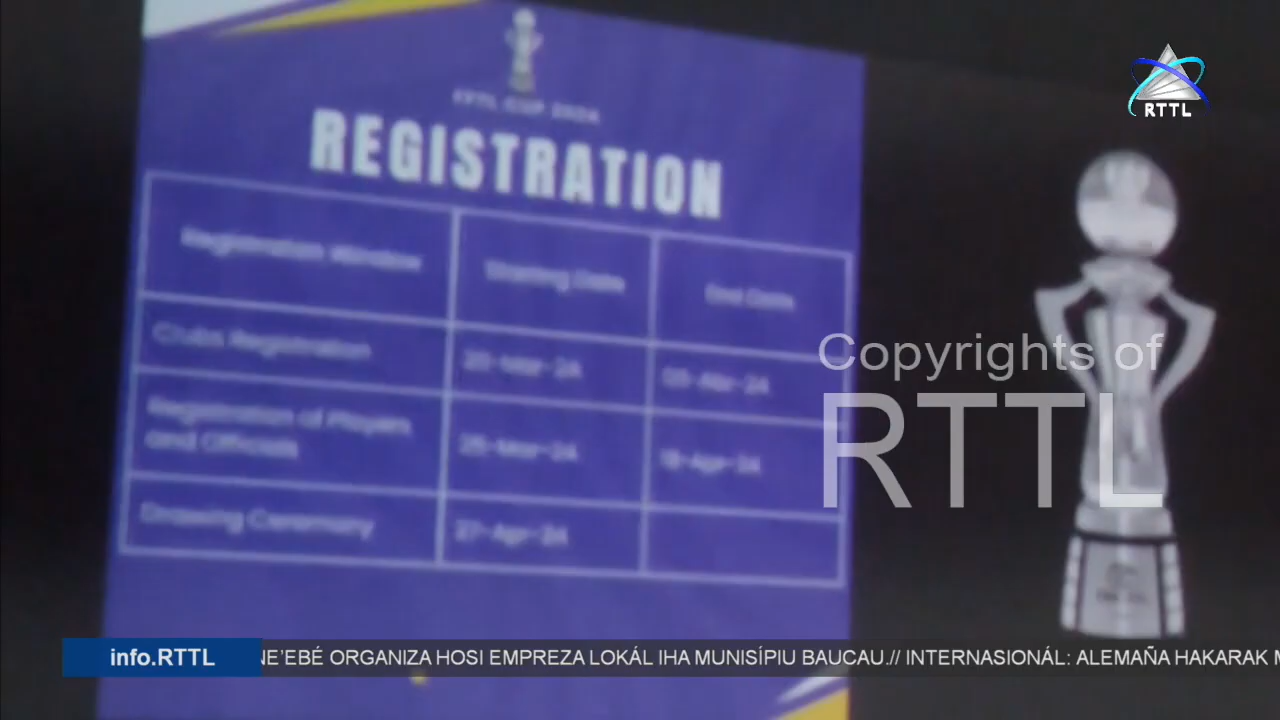 RTTL
FFTL CUP 2024
REGISTRATION
Registration Window
Starting Date
End Date
Clubs Registration
20-Mar-24
05-Abr-24
Registration of Players
and Officials
25-Mar-24
18-Apr-24
Drawing Ceremony
27-Apr-24
Copyrights of
RTTL
info.RTTL
NE'EBÉ ORGANIZA HOSI EMPREZA LOKÁL IHA MUNISÍPIU BAUCAU.// INTERNASIONÁL: ALEMAÑA HAKARAK